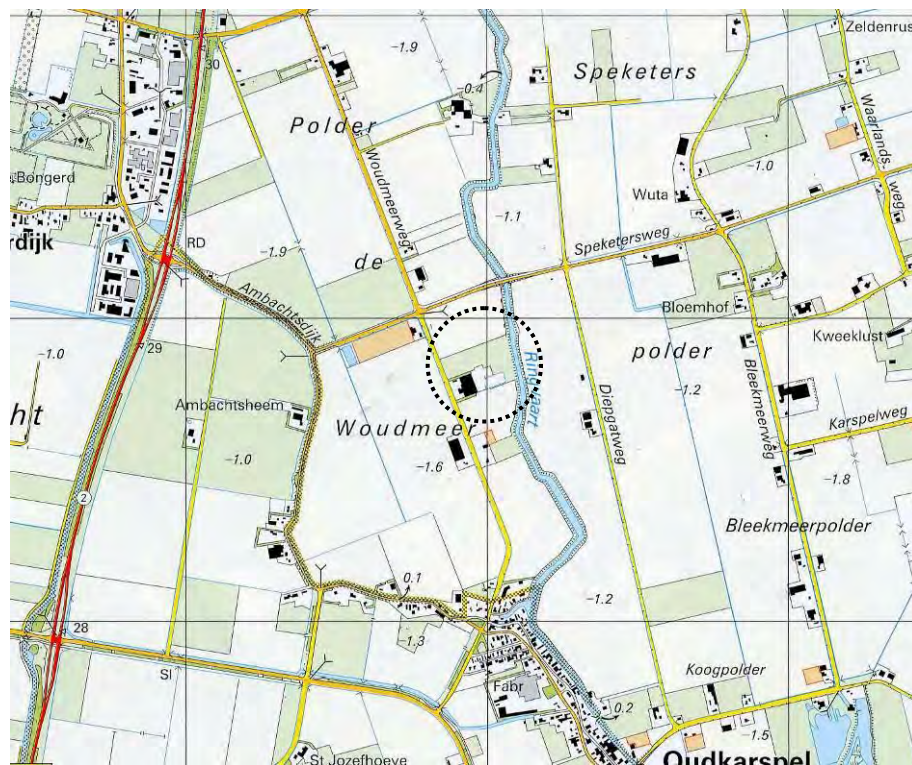 Zeldenrus
-1.9
30
-0.4
Speketers
Polder
Woudmeerweg
Waarlands-
weg
-1.0
Bongerd
Wuta
-1.1
rdijk
RD
-1.9
Speketersweg
de
Ambachtsdijk
Bloemhof
Kweeklust
-1.0
29
Ringvaart
polder
-1.2
ht
Ambachtsheem
Woudmeer
Diepgatweg
Bleekmeerweg
Karspelweg
-1.0
-1.6
-1.8
2
Bleekmeerpolder
0.1
-1.2
28
-1.3
Sl
Koogpolder
Fabr
0.2
-1.5
St Jozefhoeve
Oudkarspel